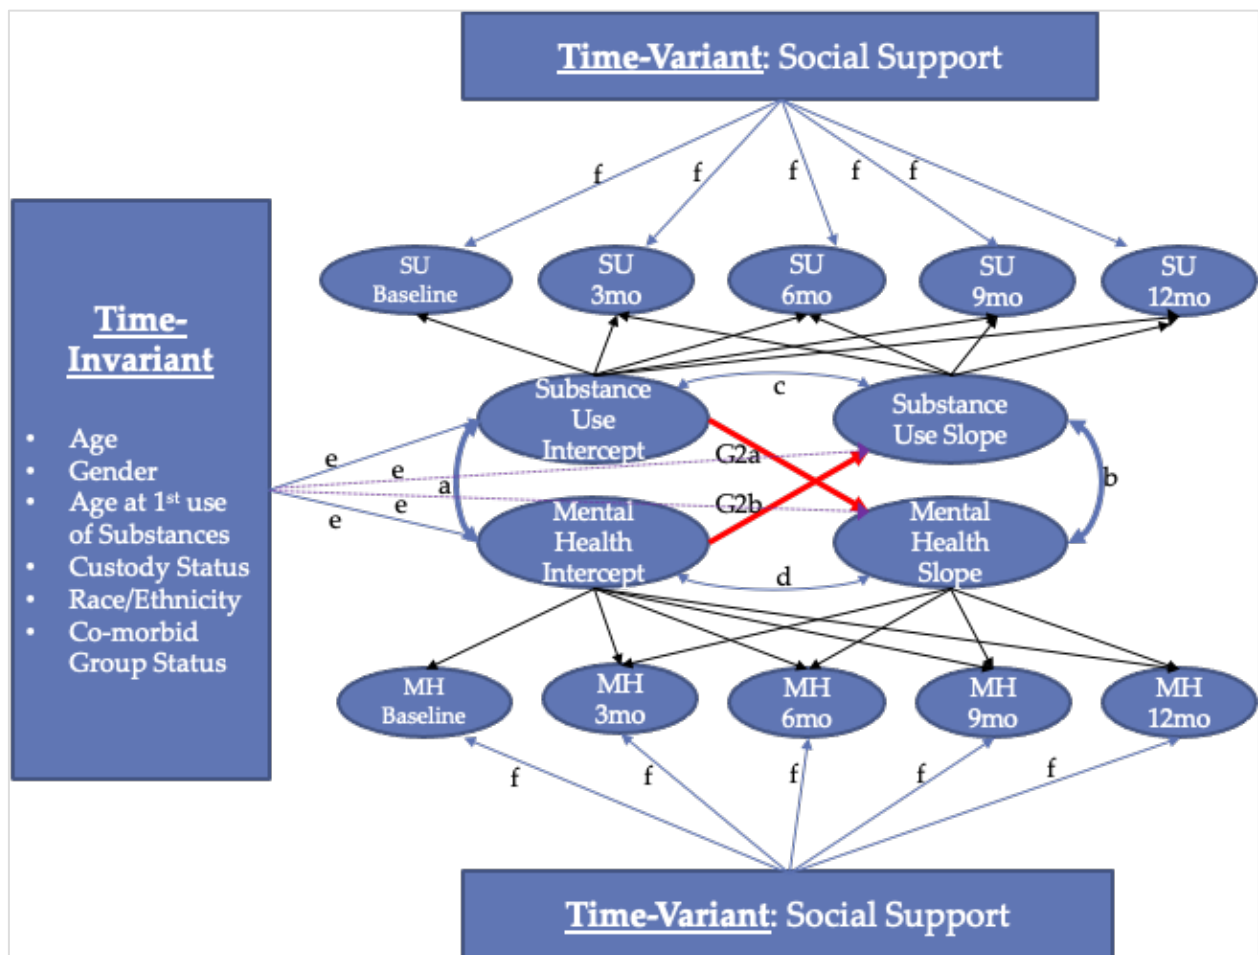 Time-Variant: Social Support
f
f
f
f
f
SU
Baseline
SU
3mo
SU
6mo
SU
9mo
SU
12mo
Time-
Invariant
• Age
• Gender
• Age at 1st use
of Substances
• Custody Status
• Race/Ethnicity
• Co-morbid
Group Status
Substance
Use
Intercept
c
Substance
Use Slope
e
e
G2a
a
b
e
e
G2b
Mental
Health
Intercept
d
Mental
Health
Slope
MH
Baseline
MH
3mo
MH
6mo
MH
9mo
MH
12mo
f
f
f
f
f
Time-Variant: Social Support